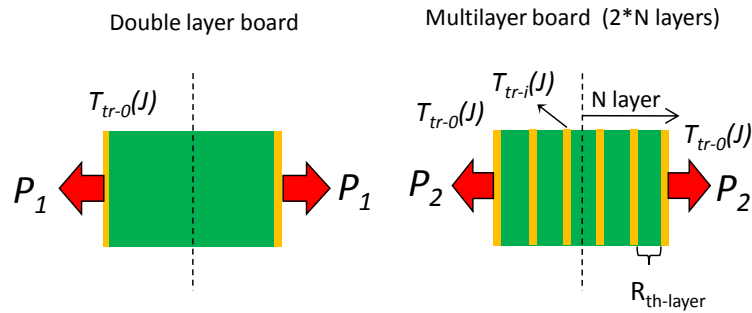 Double layer board
T_tr-0(J)
P_1
P_1
Multilayer board (2*N layers)
T_tr-i(J)
N layer
T_tr-0(J)
T_tr-0(J)
P_2
P_2
R_th-layer